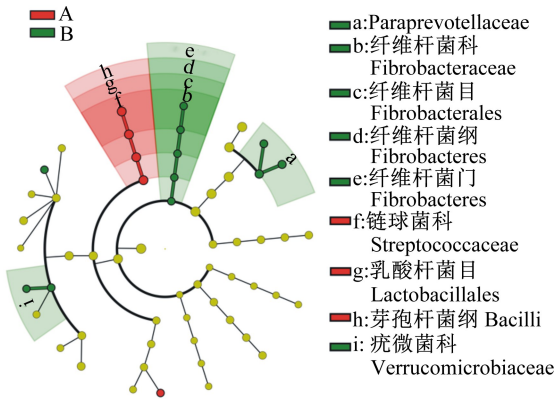 A
B
e
d
c
b
h
g
f
a
i
a:Paraprevotellaceae
b:纤维杆菌科
Fibrobacteraceae
c:纤维杆菌目
Fibrobacterales
d:纤维杆菌纲
Fibrobacteres
e:纤维杆菌门
Fibrobacteres
f:链球菌科
Streptococcaceae
g:乳酸杆菌目
Lactobacillales
h:芽孢杆菌纲 Bacilli
i: 疣微菌科
Verrucomicrobiaceae